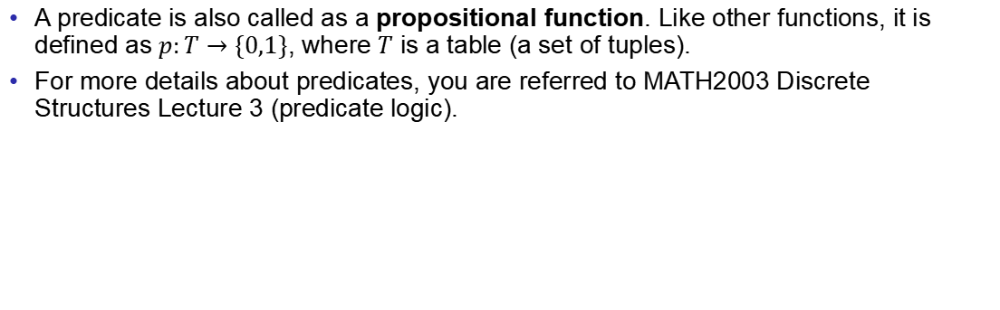 • A predicate is also called as a propositional function. Like other functions, it is
defined as p: T → {0,1}, where T is a table (a set of tuples).
• For more details about predicates, you are referred to MATH2003 Discrete
Structures Lecture 3 (predicate logic).